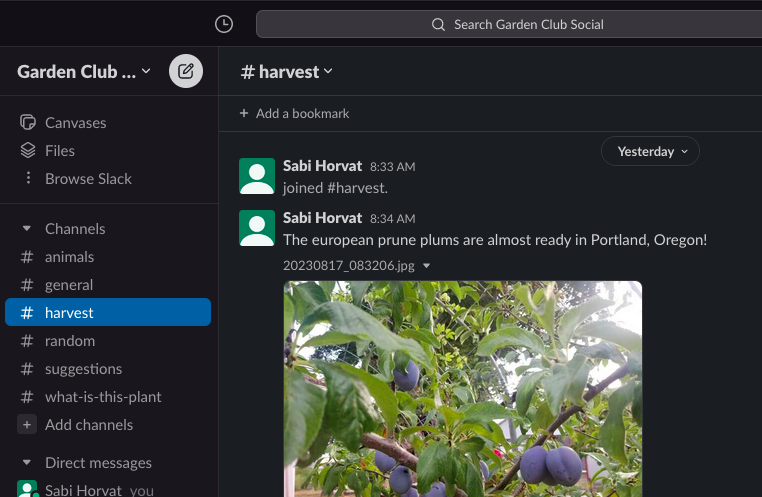 Search Garden Club Social
Garden Club ...
Canvases
Files
Browse Slack
Channels
# animals
# general
# harvest
# random
# suggestions
# what-is-this-plant
+ Add channels
Direct messages
Sabi Horvat you
# harvest
+ Add a bookmark
Yesterday
Sabi Horvat 8:33 AM
joined #harvest.
Sabi Horvat 8:34 AM
The european prune plums are almost ready in Portland, Oregon!
20230817_083206.jpg